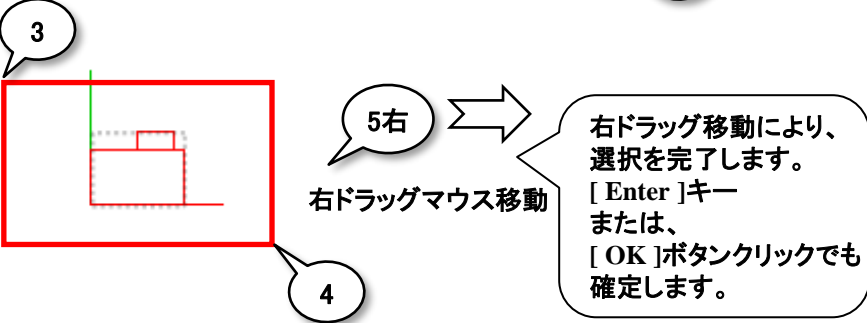 3
5右
右ドラッグマウス移動
右ドラッグ移動により、
選択を完了します。
[ Enter ]キー
または、
[ OK ]ボタンクリックでも
確定します。
4